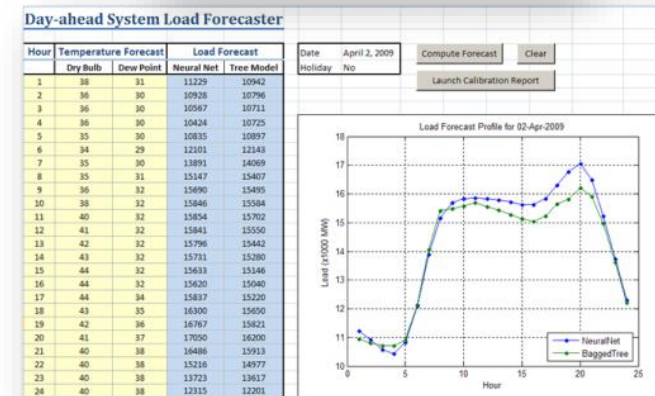 Day-ahead System Load Forecaster
Hour Temperature Forecast Load Forecast
Dry Bulb Dew Point Neural Net Tree Model
1 38 31 11229 10942
2 36 30 10928 10796
3 36 30 10567 10711
4 36 30 10424 10725
5 35 30 10835 10897
6 34 29 12101 12143
7 35 30 13891 14069
8 35 31 15147 15407
9 36 32 15690 15495
10 38 32 15846 15584
11 40 32 15854 15702
12 41 32 15841 15550
13 42 32 15796 15442
14 43 32 15731 15280
15 44 32 15633 15146
16 44 32 15620 15040
17 44 34 15837 15220
18 43 35 16300 15650
19 42 36 16767 15821
20 41 37 17050 16200
21 40 38 16486 15913
22 40 38 15216 14977
23 40 38 13723 13617
24 40 38 12315 12201
Date April 2, 2009
Holiday No
Compute Forecast Clear
Launch Calibration Report
Load Forecast Profile for 02-Apr-2009
Load (x1000 MW)
18
17
16
15
14
13
12
11
10
0 5 10 15 20 25
Hour
NeuralNet
BaggedTree